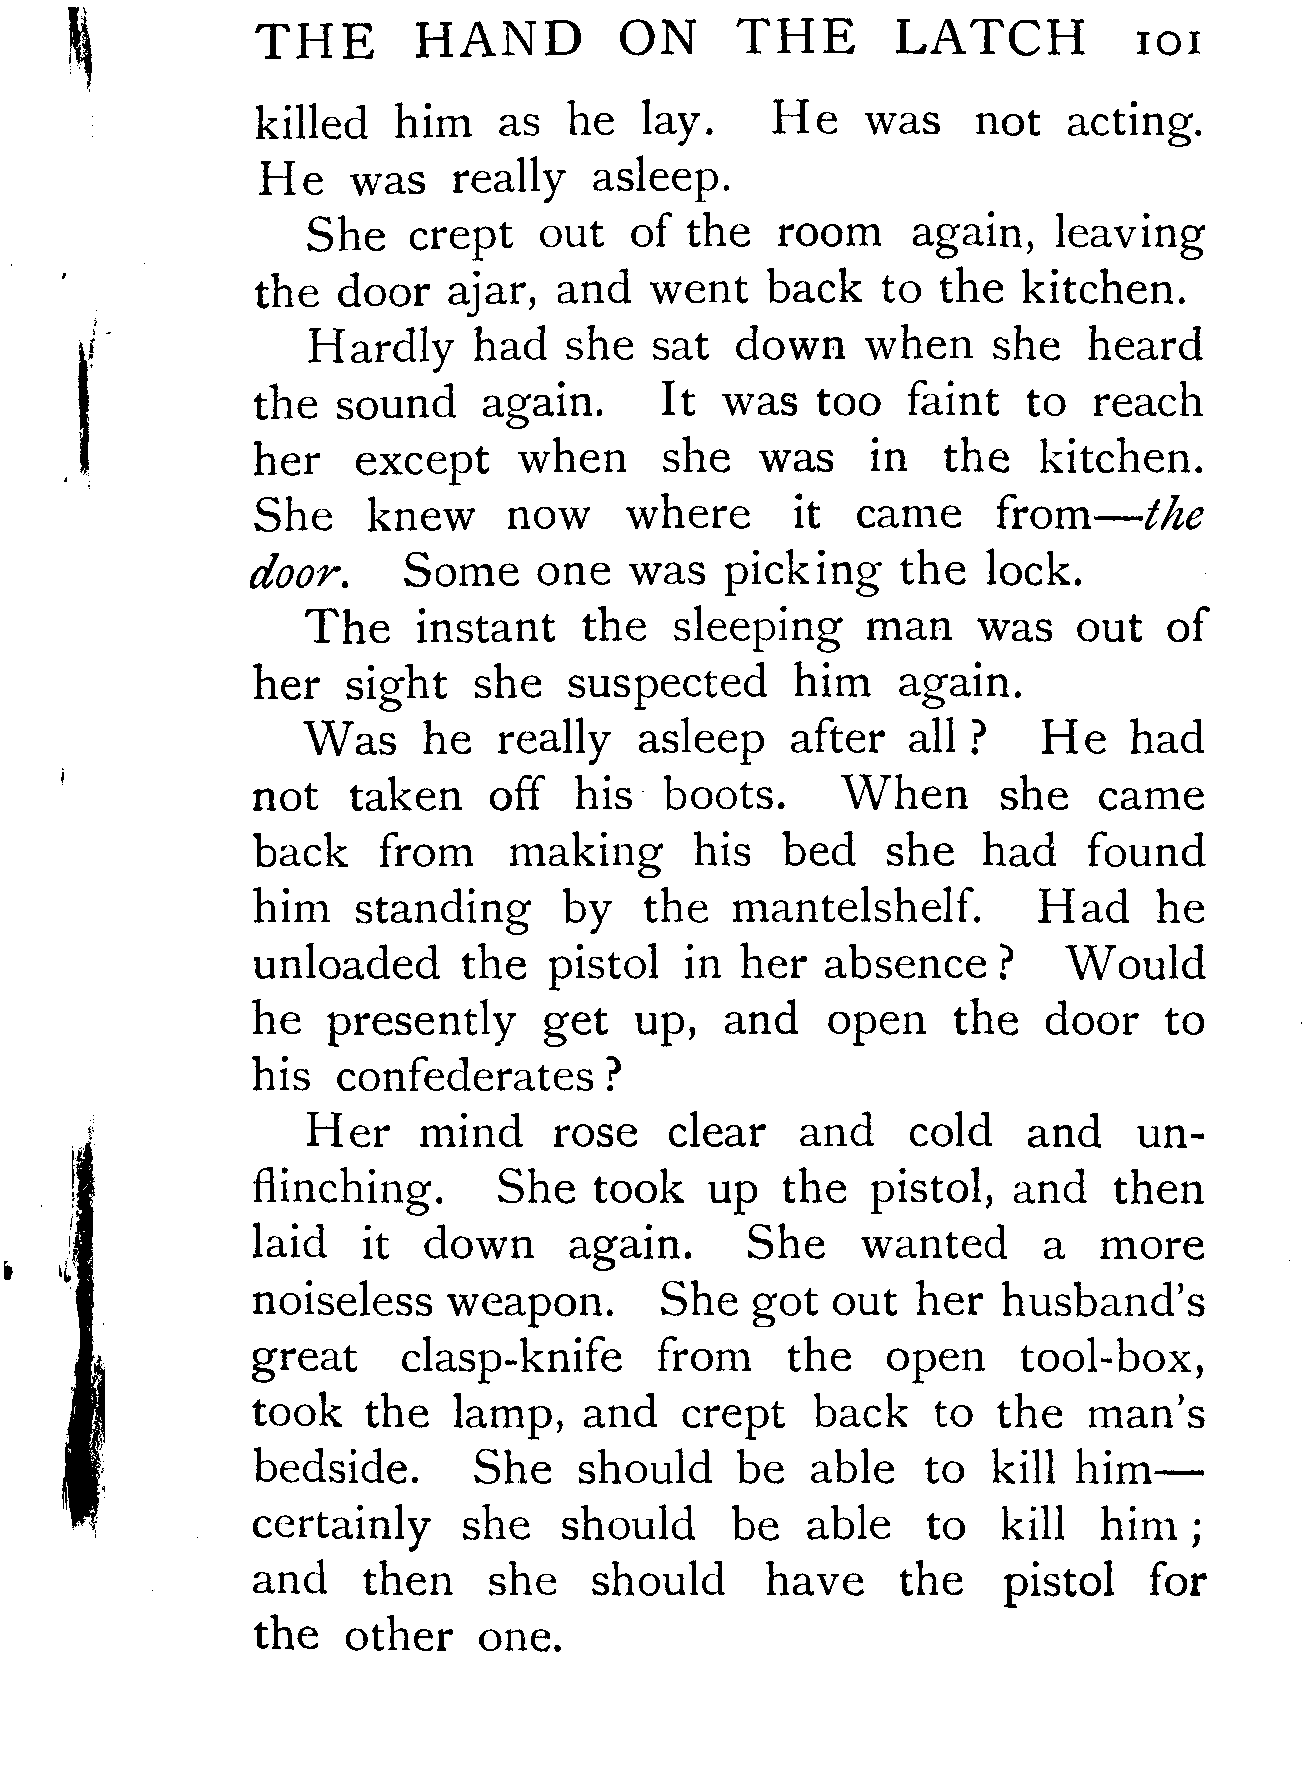 THE HAND ON THE LATCH 101
killed him as he lay. He was not acting.
He was really asleep.
She crept out of the room again, leaving
the door ajar, and went back to the kitchen.
Hardly had she sat down when she heard
the sound again. It was too faint to reach
her except when she was in the kitchen.
She knew now where it came from—the
door. Some one was picking the lock.
The instant the sleeping man was out of
her sight she suspected him again.
Was he really asleep after all ? He had
not taken off his boots. When she came
back from making his bed she had found
him standing by the mantelshelf. Had he
unloaded the pistol in her absence ? Would
he presently get up, and open the door to
his confederates ?
Her mind rose clear and cold and un-
flinching. She took up the pistol, and then
laid it down again. She wanted a more
noiseless weapon. She got out her husband's
great clasp-knife from the open tool-box,
took the lamp, and crept back to the man's
bedside. She should be able to kill him—
certainly she should be able to kill him ;
and then she should have the pistol for
the other one.